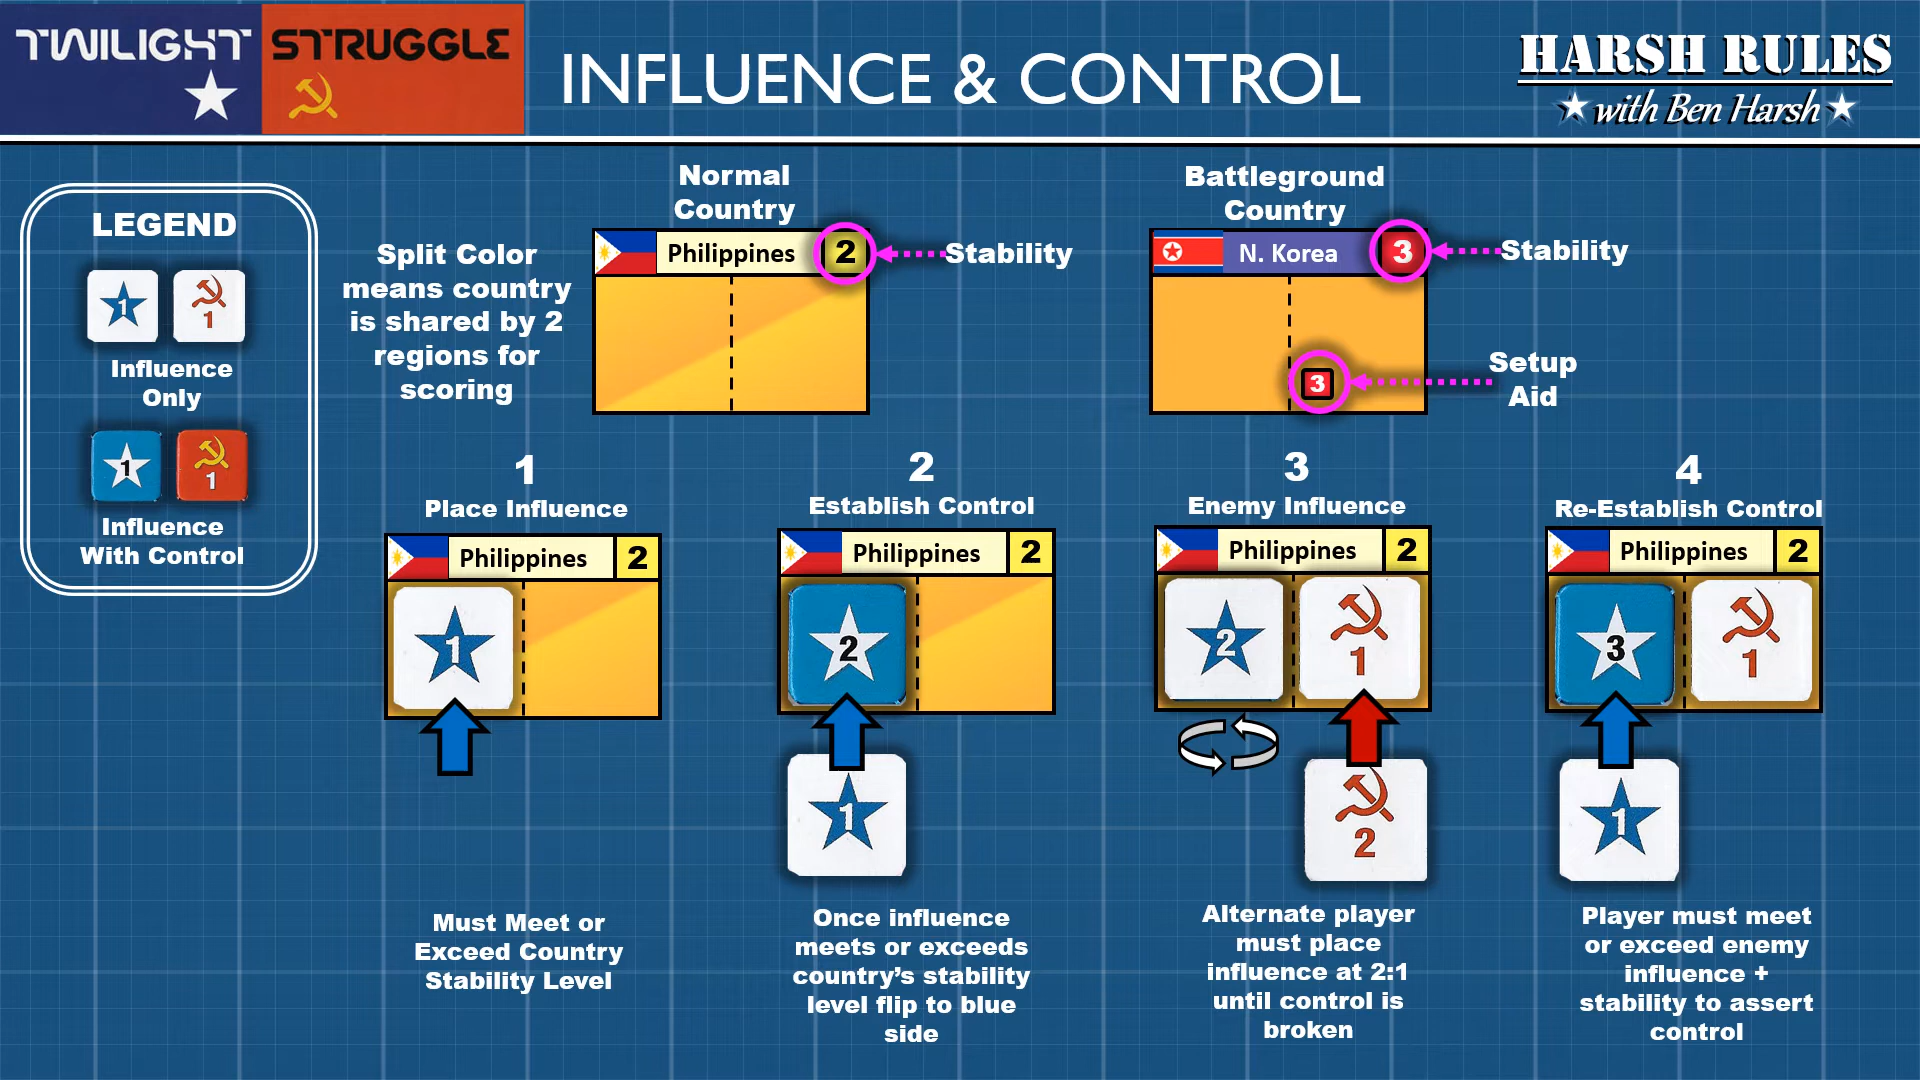 TWILIGHT STRUGGLE
INFLUENCE & CONTROL
HARSH RULES
with Ben Harsh
LEGEND
1
1
Influence
Only
1
1
Influence
With Control
Split Color
means country
is shared by 2
regions for
scoring
Normal
Country
Philippines 2
Stability
Battleground
Country
N. Korea 3
Stability
3
Setup
Aid
1
Place Influence
Philippines 2
1
Must Meet or
Exceed Country
Stability Level
2
Establish Control
Philippines 2
2
1
Once influence
meets or exceeds
country's stability
level flip to blue
side
3
Enemy Influence
Philippines 2
2
1
2
Alternate player
must place
influence at 2:1
until control is
broken
4
Re-Establish Control
Philippines 2
3
1
1
Player must meet
or exceed enemy
influence +
stability to assert
control